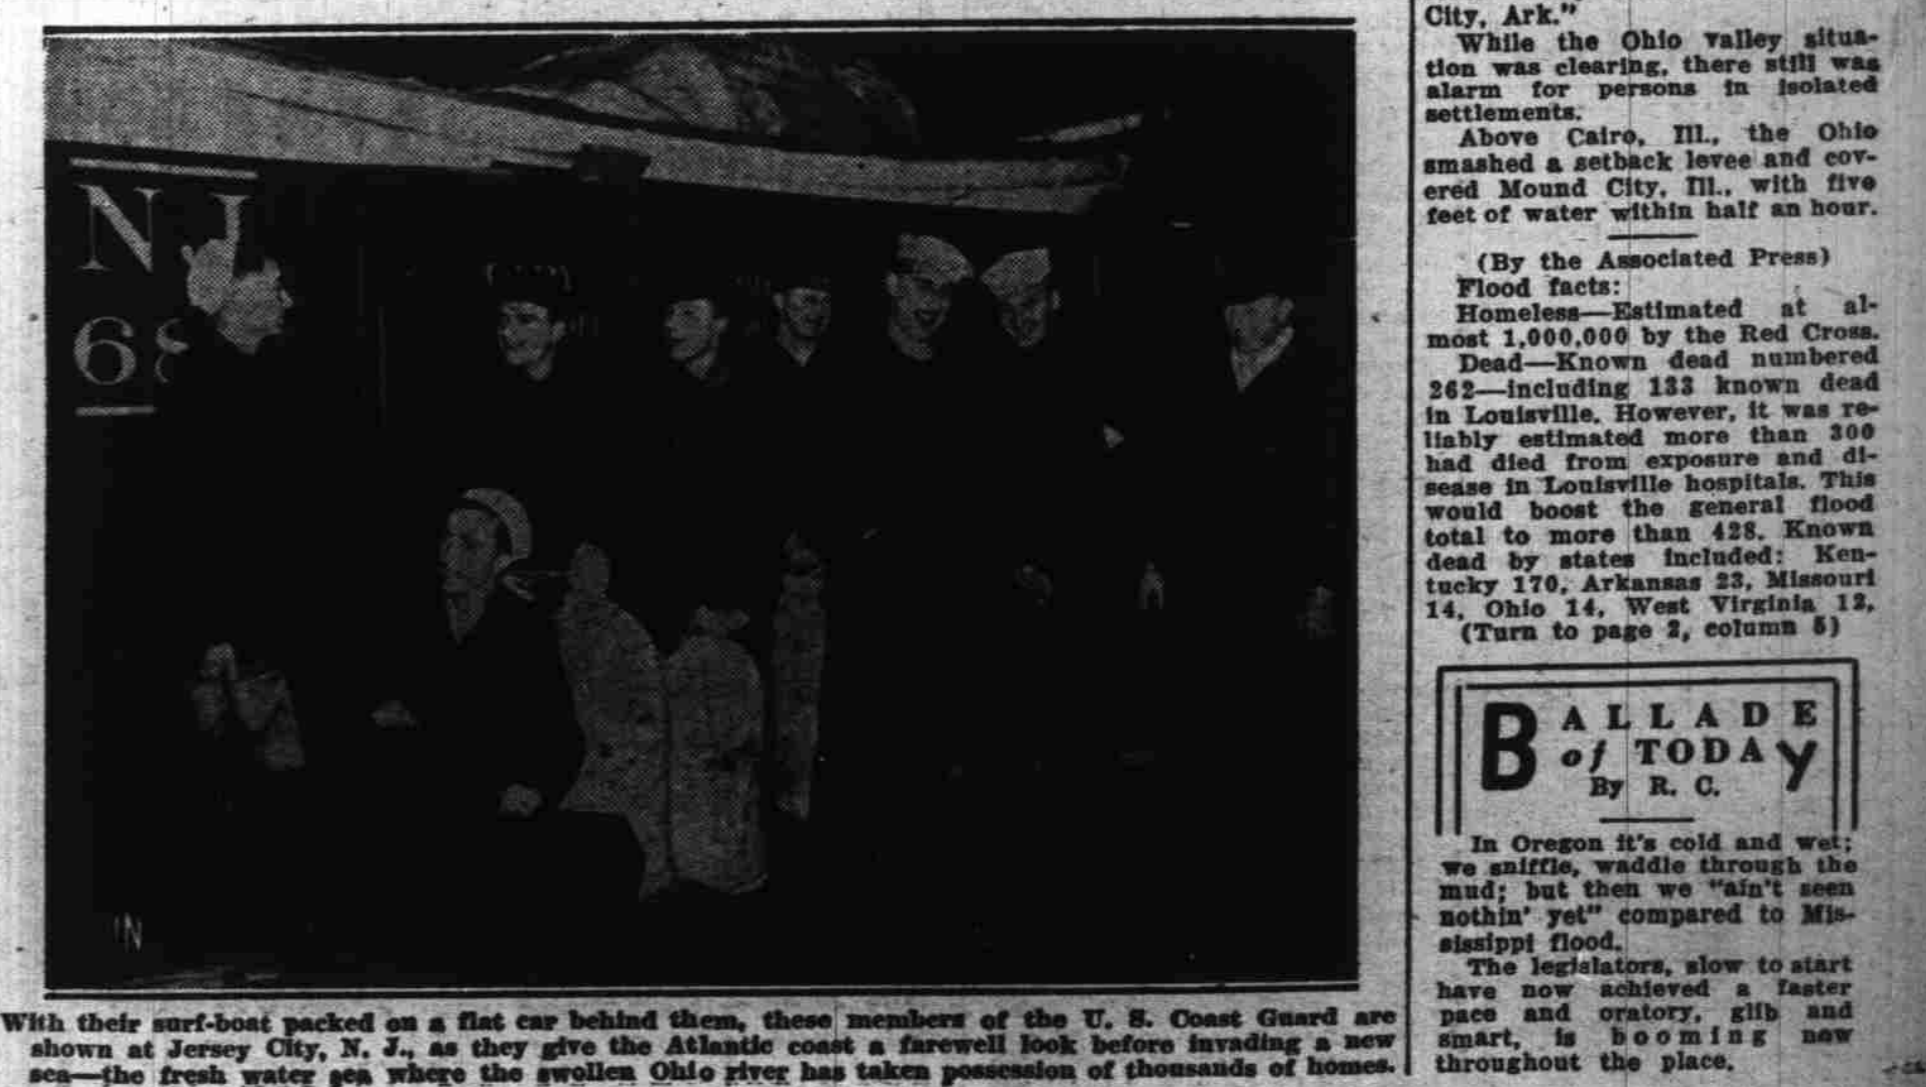 N J
68
IN
With their surf-boat packed on a flat car behind them, these members of the U. S. Coast Guard are
shown at Jersey City, N. J., as they give the Atlantic coast a farewell look before invading a new
sea—the fresh water sea where the swollen Ohio river has taken possession of thousands of homes.
City, Ark."
While the Ohio valley situa-
tion was clearing, there still was
alarm for persons in isolated
settlements.
Above Cairo, Ill., the Ohio
smashed a setback levee and cov-
ered Mound City, Ill., with five
feet of water within half an hour.
(By the Associated Press)
Flood facts:
Homeless—Estimated at al-
most 1,000,000 by the Red Cross.
Dead—Known dead numbered
262—including 133 known dead
in Louisville. However, it was re-
liably estimated more than 300
had died from exposure and di-
sease in Louisville hospitals. This
would boost the general flood
total to more than 428. Known
dead by states included: Ken-
tucky 170, Arkansas 23, Missouri
14, Ohio 14, West Virginia 12,
(Turn to page 2, column 5)
BALLADE
of TODAY
By R. C.
In Oregon it's cold and wet;
we sniffle, waddle through the
mud; but then we "ain't seen
nothin' yet" compared to Mis-
sissippi flood.
The legislators, slow to start
have now achieved a faster
pace and oratory, glib and
smart, is booming now
throughout the place.